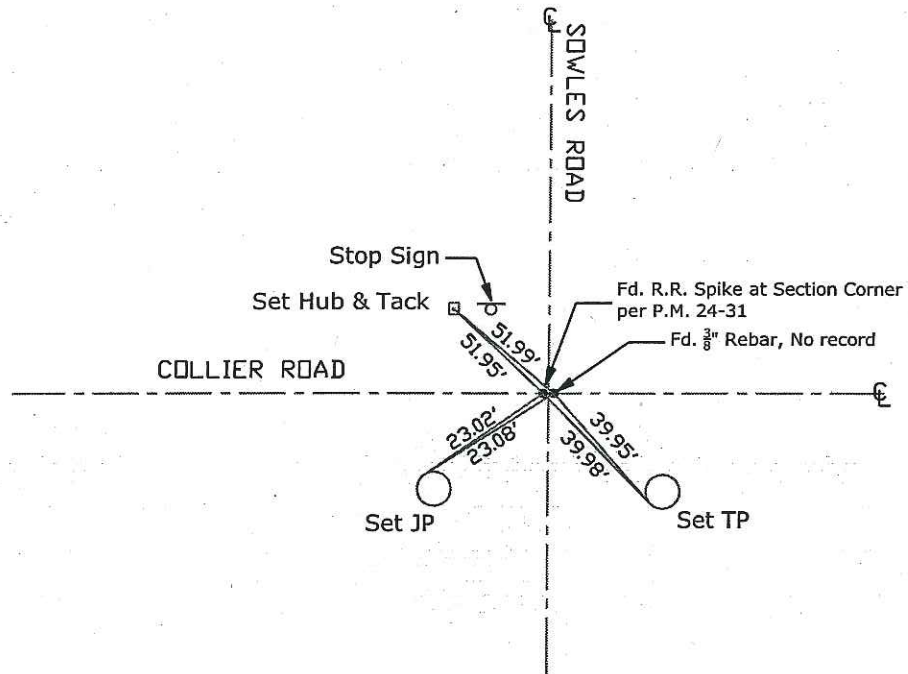 ℄
SOWLES ROAD
Stop Sign
Set Hub & Tack
Fd. R.R. Spike at Section Corner
per P.M. 24-31
Fd. 3/8" Rebar, No record
51.99'
51.95'
COLLIER ROAD
℄
23.02'
23.08'
39.95'
39.98'
Set JP
Set TP